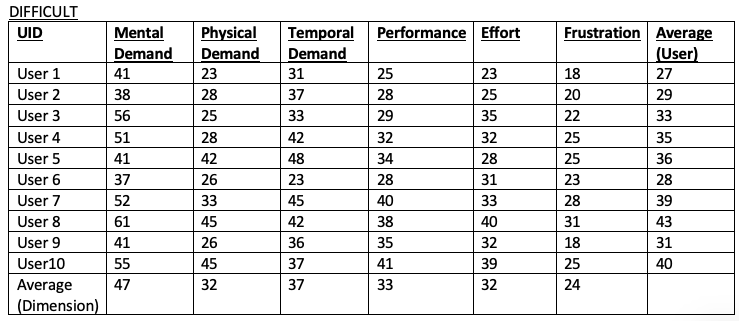 DIFFICULT
UID Mental Demand Physical Demand Temporal Demand Performance Effort Frustration Average (User)
User 1 41 23 31 25 23 18 27
User 2 38 28 37 28 25 20 29
User 3 56 25 33 29 35 22 33
User 4 51 28 42 32 32 25 35
User 5 41 42 48 34 28 25 36
User 6 37 26 23 28 31 23 28
User 7 52 33 45 40 33 28 39
User 8 61 45 42 38 40 31 43
User 9 41 26 36 35 32 18 31
User10 55 45 37 41 39 25 40
Average (Dimension) 47 32 37 33 32 24